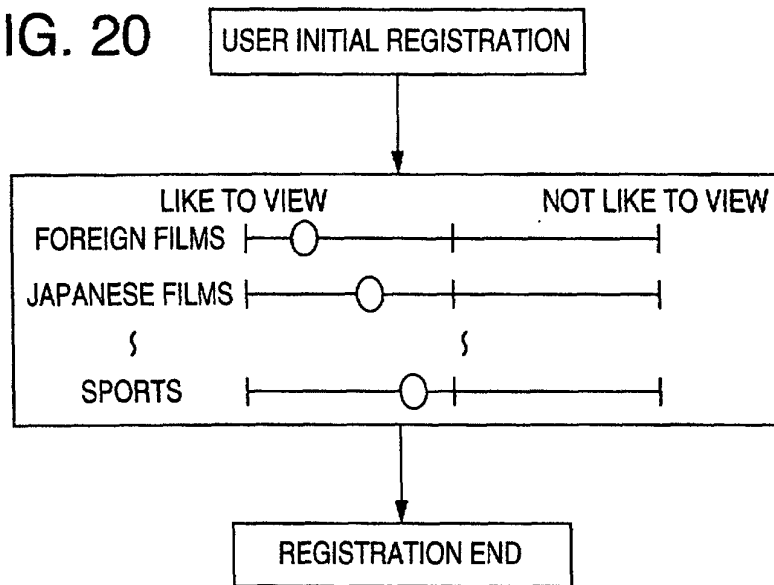 IG. 20
USER INITIAL REGISTRATION
LIKE TO VIEW NOT LIKE TO VIEW
FOREIGN FILMS
JAPANESE FILMS
SPORTS
REGISTRATION END